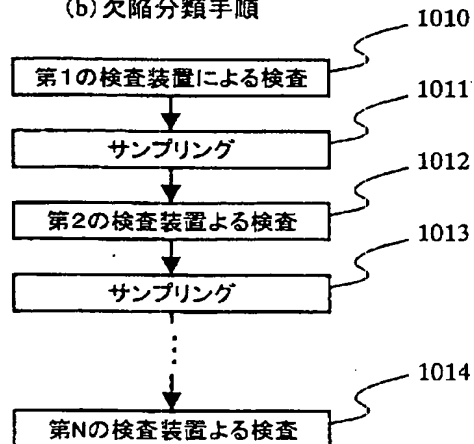 (b) 欠陥分類手順
1010
第1の検査装置による検査
1011
サンプリング
1012
第2の検査装置よる検査
1013
サンプリング
1014
第Nの検査装置よる検査